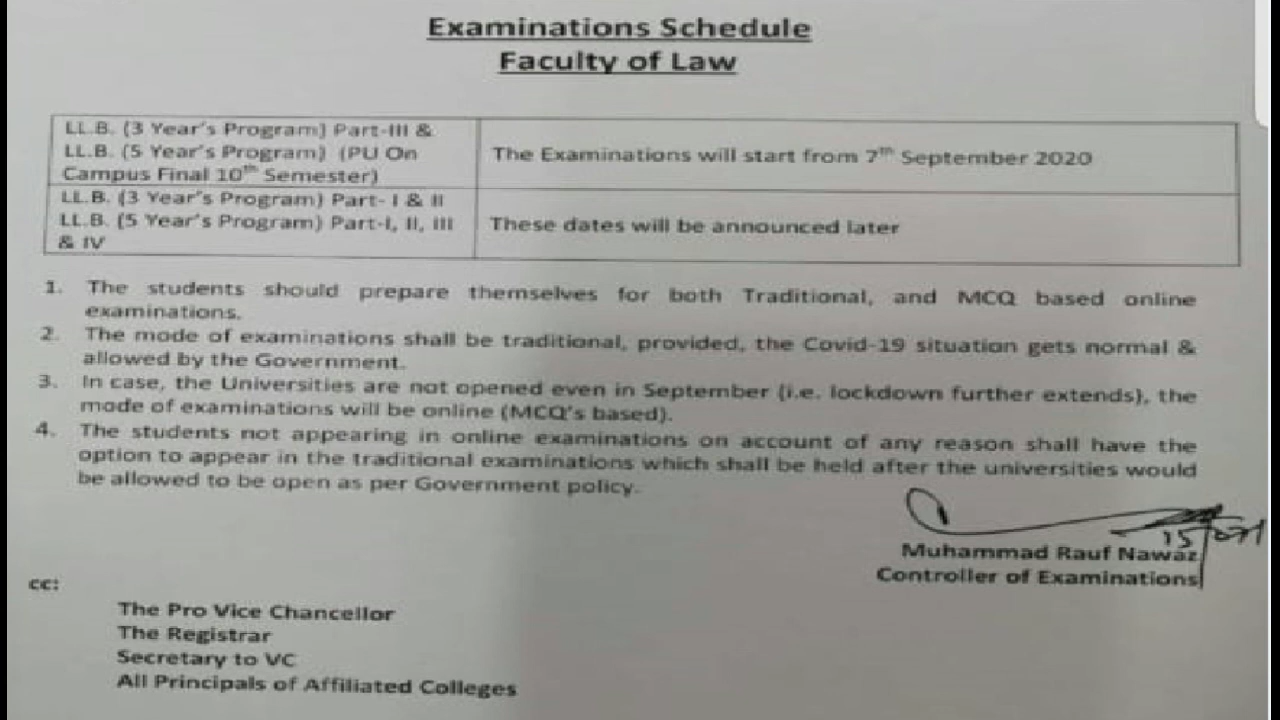 Examinations Schedule
Faculty of Law
LL.B. (3 Year's Program) Part-III &
LL.B. (5 Year's Program) (PU On
Campus Final 10th Semester)
The Examinations will start from 7th September 2020
LL.B. (3 Year's Program) Part- I & II
LL.B. (5 Year's Program) Part-I, II, III
& IV
These dates will be announced later
1. The students should prepare themselves for both Traditional, and MCQ based online
examinations.
2. The mode of examinations shall be traditional, provided, the Covid-19 situation gets normal &
allowed by the Government.
3. In case, the Universities are not opened even in September (i.e. lockdown further extends), the
mode of examinations will be online (MCQ's based).
4. The students not appearing in online examinations on account of any reason shall have the
option to appear in the traditional examinations which shall be held after the universities would
be allowed to be open as per Government policy.
Muhammad Rauf Nawaz
Controller of Examinations
cc:
The Pro Vice Chancellor
The Registrar
Secretary to VC
All Principals of Affiliated Colleges